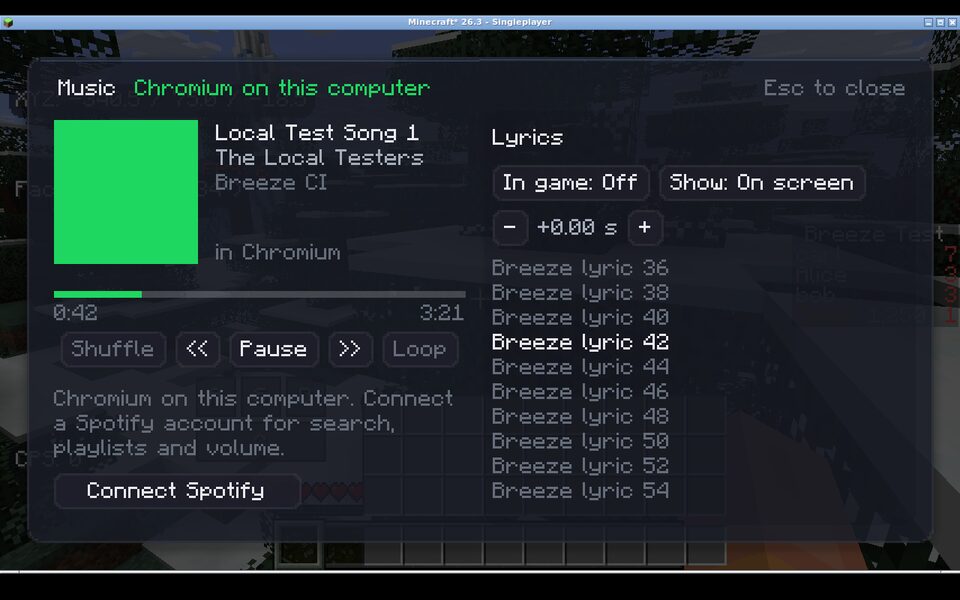 Minecraft* 26.3 - Singleplayer
Music Chromium on this computer
Esc to close
Local Test Song 1
The Local Testers
Breeze CI
in Chromium
0:42
3:21
Shuffle
<<
Pause
>>
Loop
Chromium on this computer. Connect
a Spotify account for search,
playlists and volume.
Connect Spotify
Lyrics
In game: Off
Show: On screen
- +0.00 s +
Breeze lyric 36
Breeze lyric 38
Breeze lyric 40
Breeze lyric 42
Breeze lyric 44
Breeze lyric 46
Breeze lyric 48
Breeze lyric 50
Breeze lyric 52
Breeze lyric 54
Breeze Test